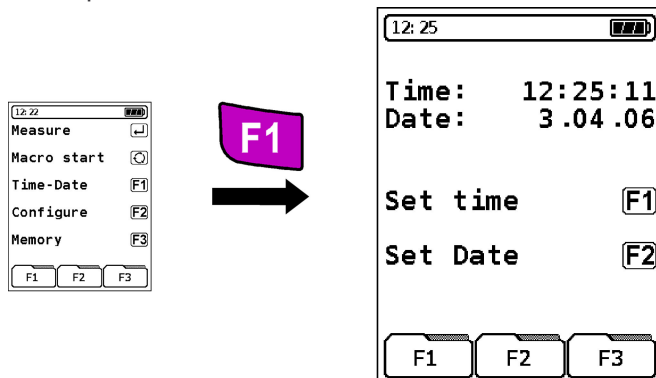 12:22
Measure
Macro start
Time-Date F1
Configure F2
Memory F3
F1 F2 F3
F1
12:25
Time: 12:25:11
Date: 3.04.06
Set time F1
Set Date F2
F1 F2 F3